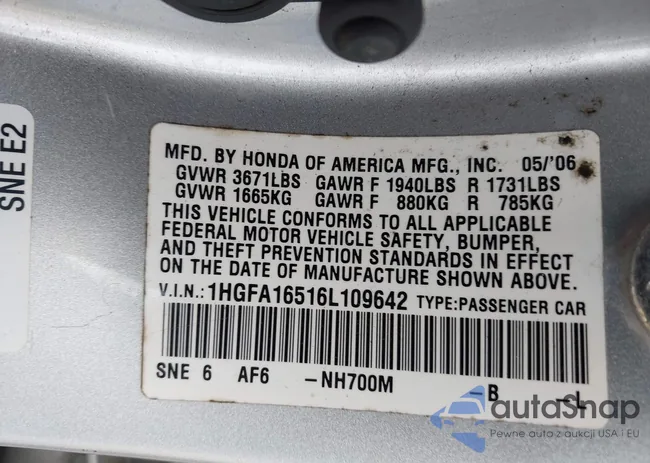 SNE E2
MFD. BY HONDA OF AMERICA MFG., INC. 05/'06
GVWR 3671LBS GAWR F 1940LBS R 1731LBS
GVWR 1665KG GAWR F 880KG R 785KG
THIS VEHICLE CONFORMS TO ALL APPLICABLE
FEDERAL MOTOR VEHICLE SAFETY, BUMPER,
AND THEFT PREVENTION STANDARDS IN EFFECT
ON THE DATE OF MANUFACTURE SHOWN ABOVE.
V.I.N.: 1HGFA16516L109642 TYPE:PASSENGER CAR
SNE 6 AF6 -NH700M -B -L
autaSnap
Pewne auto z aukcji USA i EU